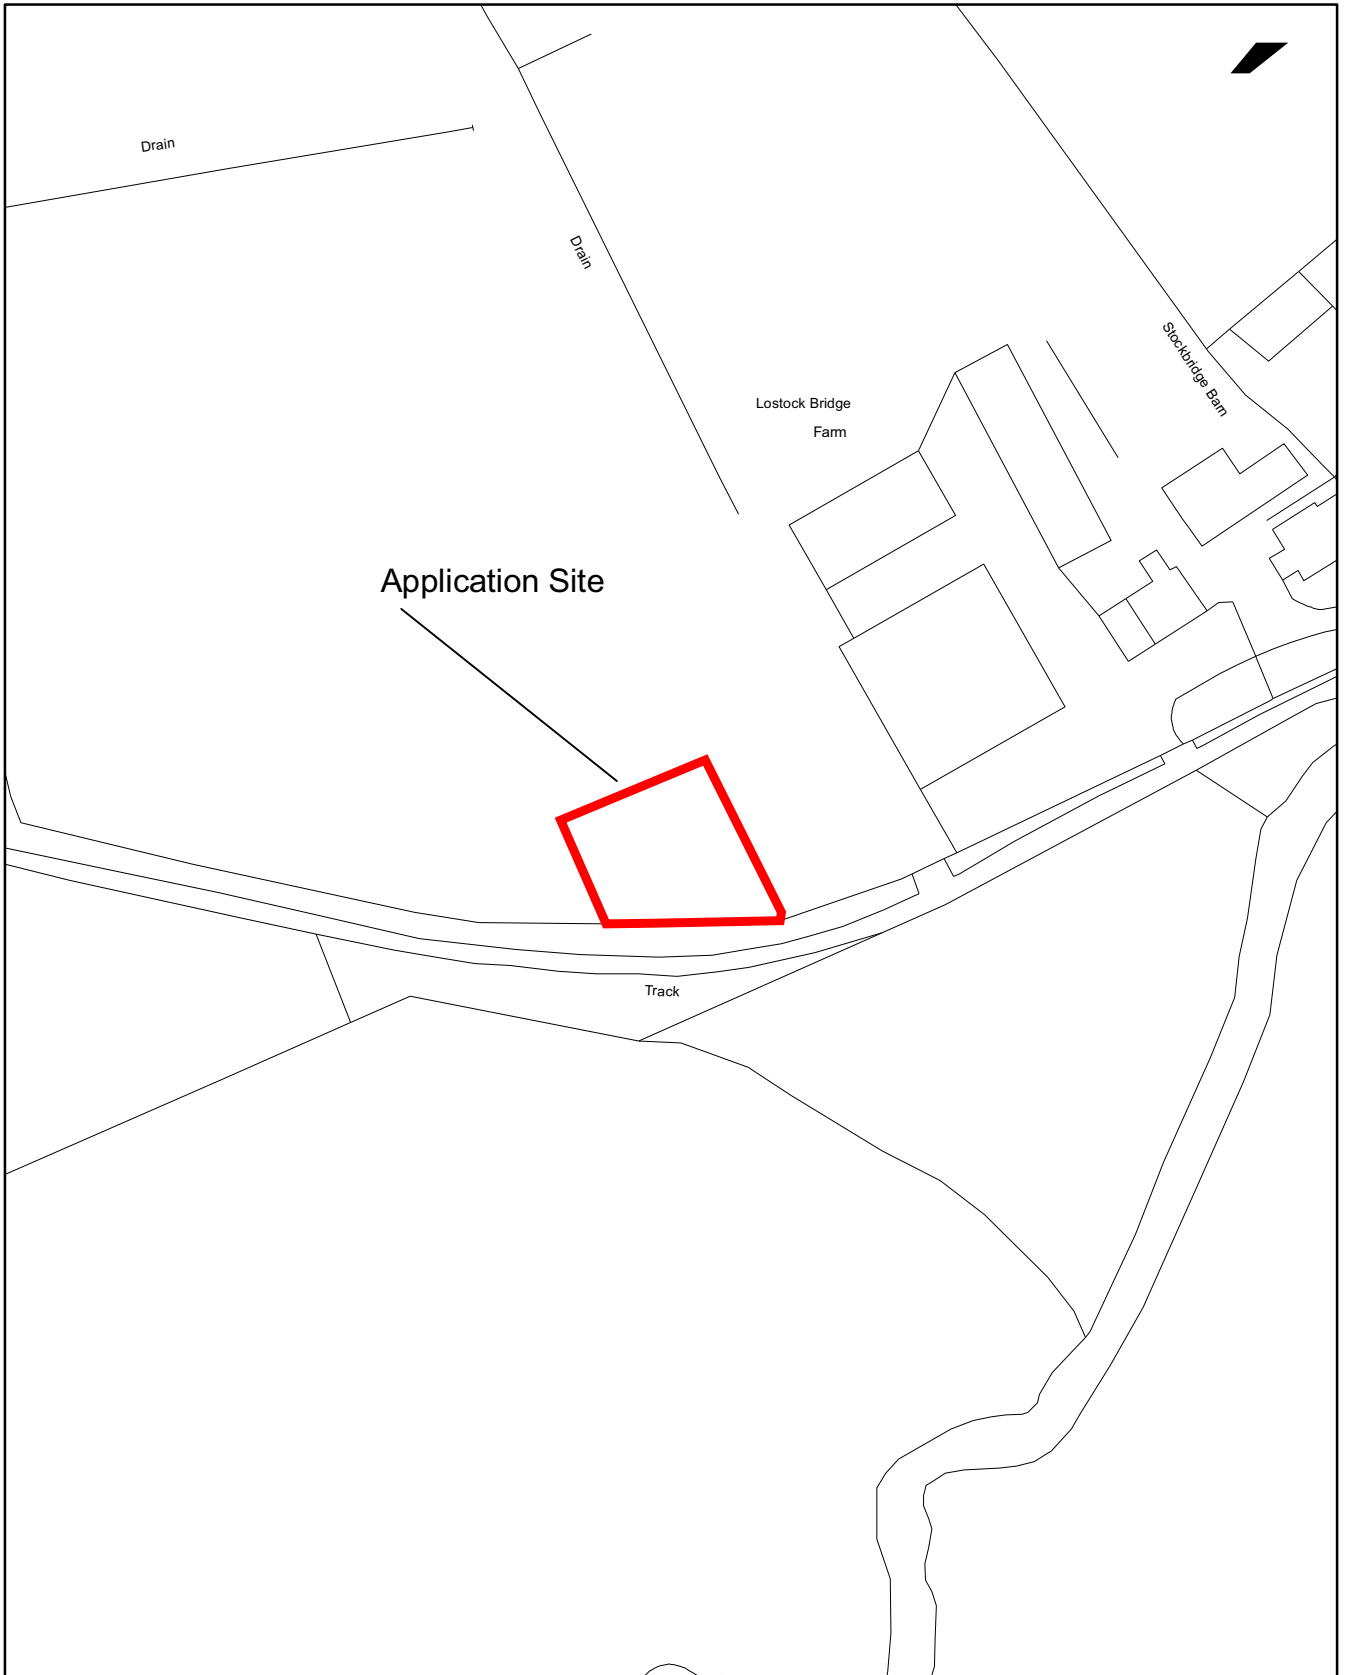 Drain
Drain
Stockbridge Barn
Lostock Bridge
Farm
Application Site
Track